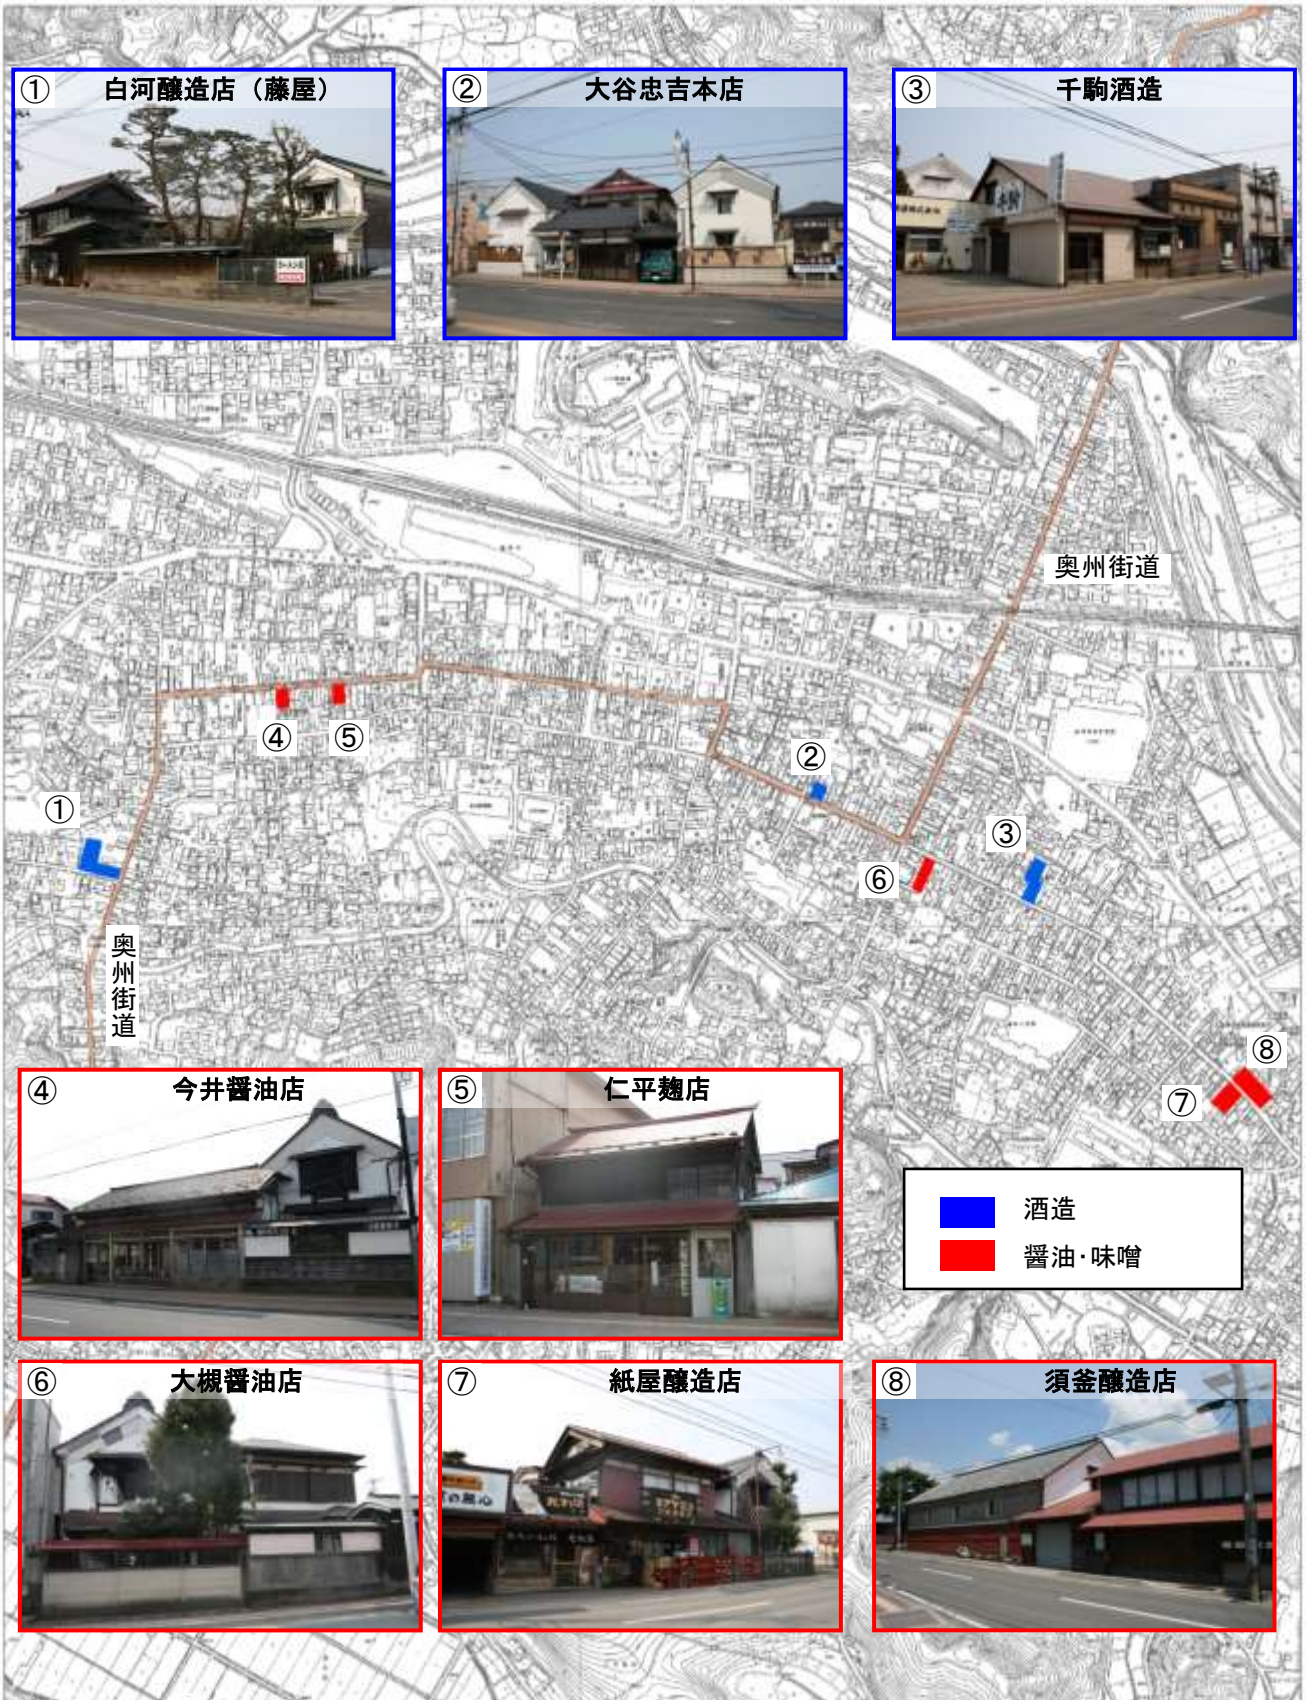 ① 白河醸造店（藤屋）
② 大谷忠吉本店
③ 千駒酒造
千駒
奥州街道
④
⑤
②
①
③
⑥
奥州街道
⑧
⑦
④ 今井醤油店
⑤ 仁平麹店
酒造
醤油･味噌
⑥ 大槻醤油店
⑦ 紙屋醸造店
⑧ 須釜醸造店